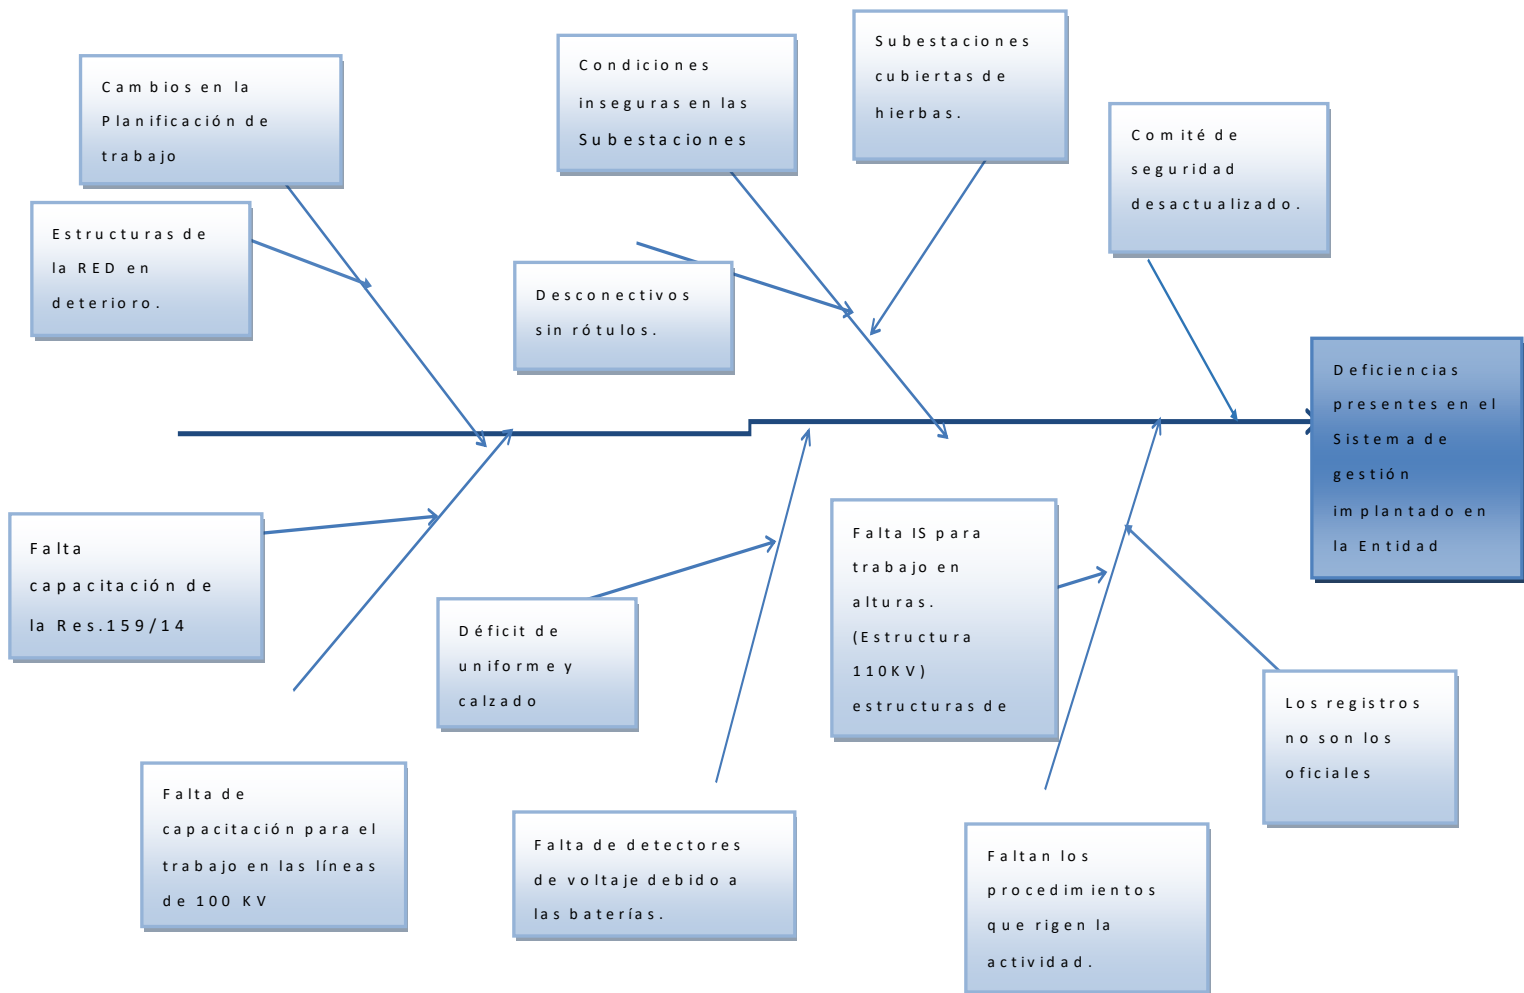 Cambios en la
Planificación de
trabajo
Condiciones
inseguras en las
Subestaciones
Subestaciones
cubiertas de
hierbas.
Comité de
seguridad
desactualizado.
Estructuras de
la RED en
deterioro.
Desconectivos
sin rótulos.
Deficiencias
presentes en el
Sistema de
gestión
implantado en
la Entidad
Falta
capacitación de
la Res.159/14
Déficit de
uniforme y
calzado
Falta IS para
trabajo en
alturas.
(Estructura
110KV)
estructuras de
Los registros
no son los
oficiales
Falta de
capacitación para el
trabajo en las líneas
de 100 KV
Falta de detectores
de voltaje debido a
las baterías.
Faltan los
procedimientos
que rigen la
actividad.